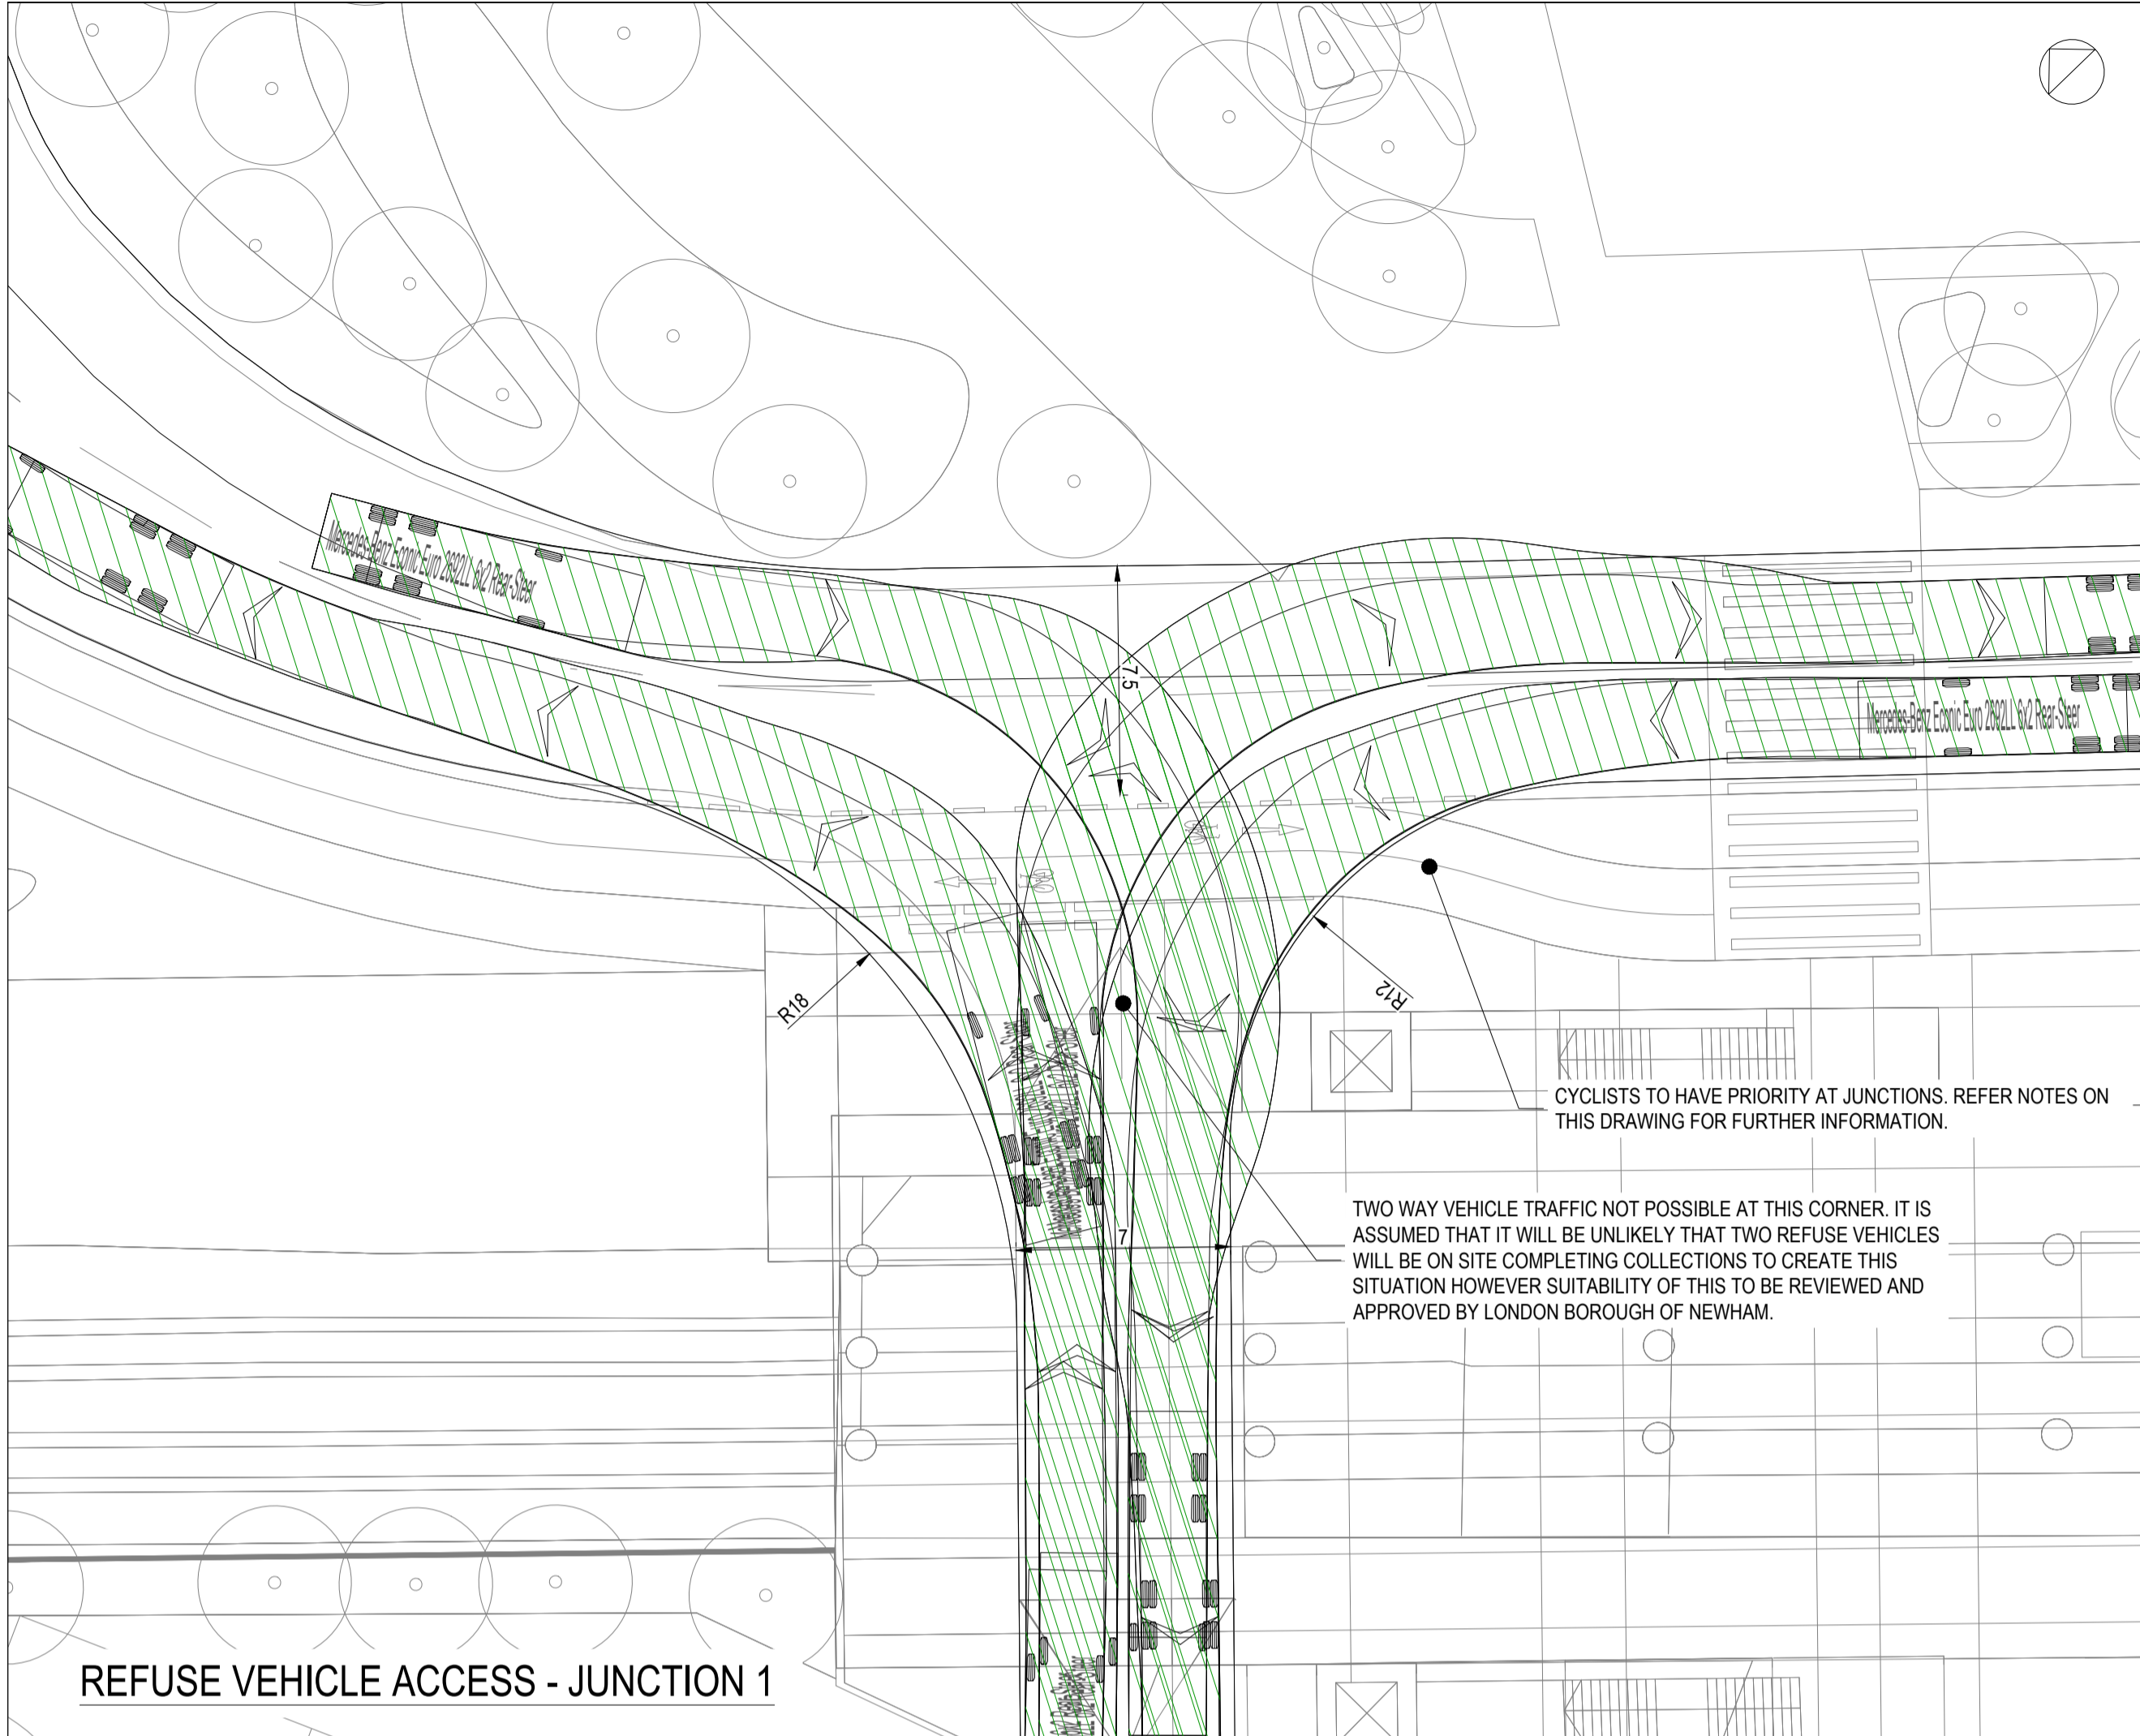 Mercedes-Benz Econic Euro 2692LL 6x2 Rear-Steer
7.5
Mercedes-Benz Econic Euro 2692LL 6x2 Rear-Steer
R18
R12
CYCLISTS TO HAVE PRIORITY AT JUNCTIONS. REFER NOTES ON
THIS DRAWING FOR FURTHER INFORMATION.
7
TWO WAY VEHICLE TRAFFIC NOT POSSIBLE AT THIS CORNER. IT IS
ASSUMED THAT IT WILL BE UNLIKELY THAT TWO REFUSE VEHICLES
WILL BE ON SITE COMPLETING COLLECTIONS TO CREATE THIS
SITUATION HOWEVER SUITABILITY OF THIS TO BE REVIEWED AND
APPROVED BY LONDON BOROUGH OF NEWHAM.
REFUSE VEHICLE ACCESS - JUNCTION 1